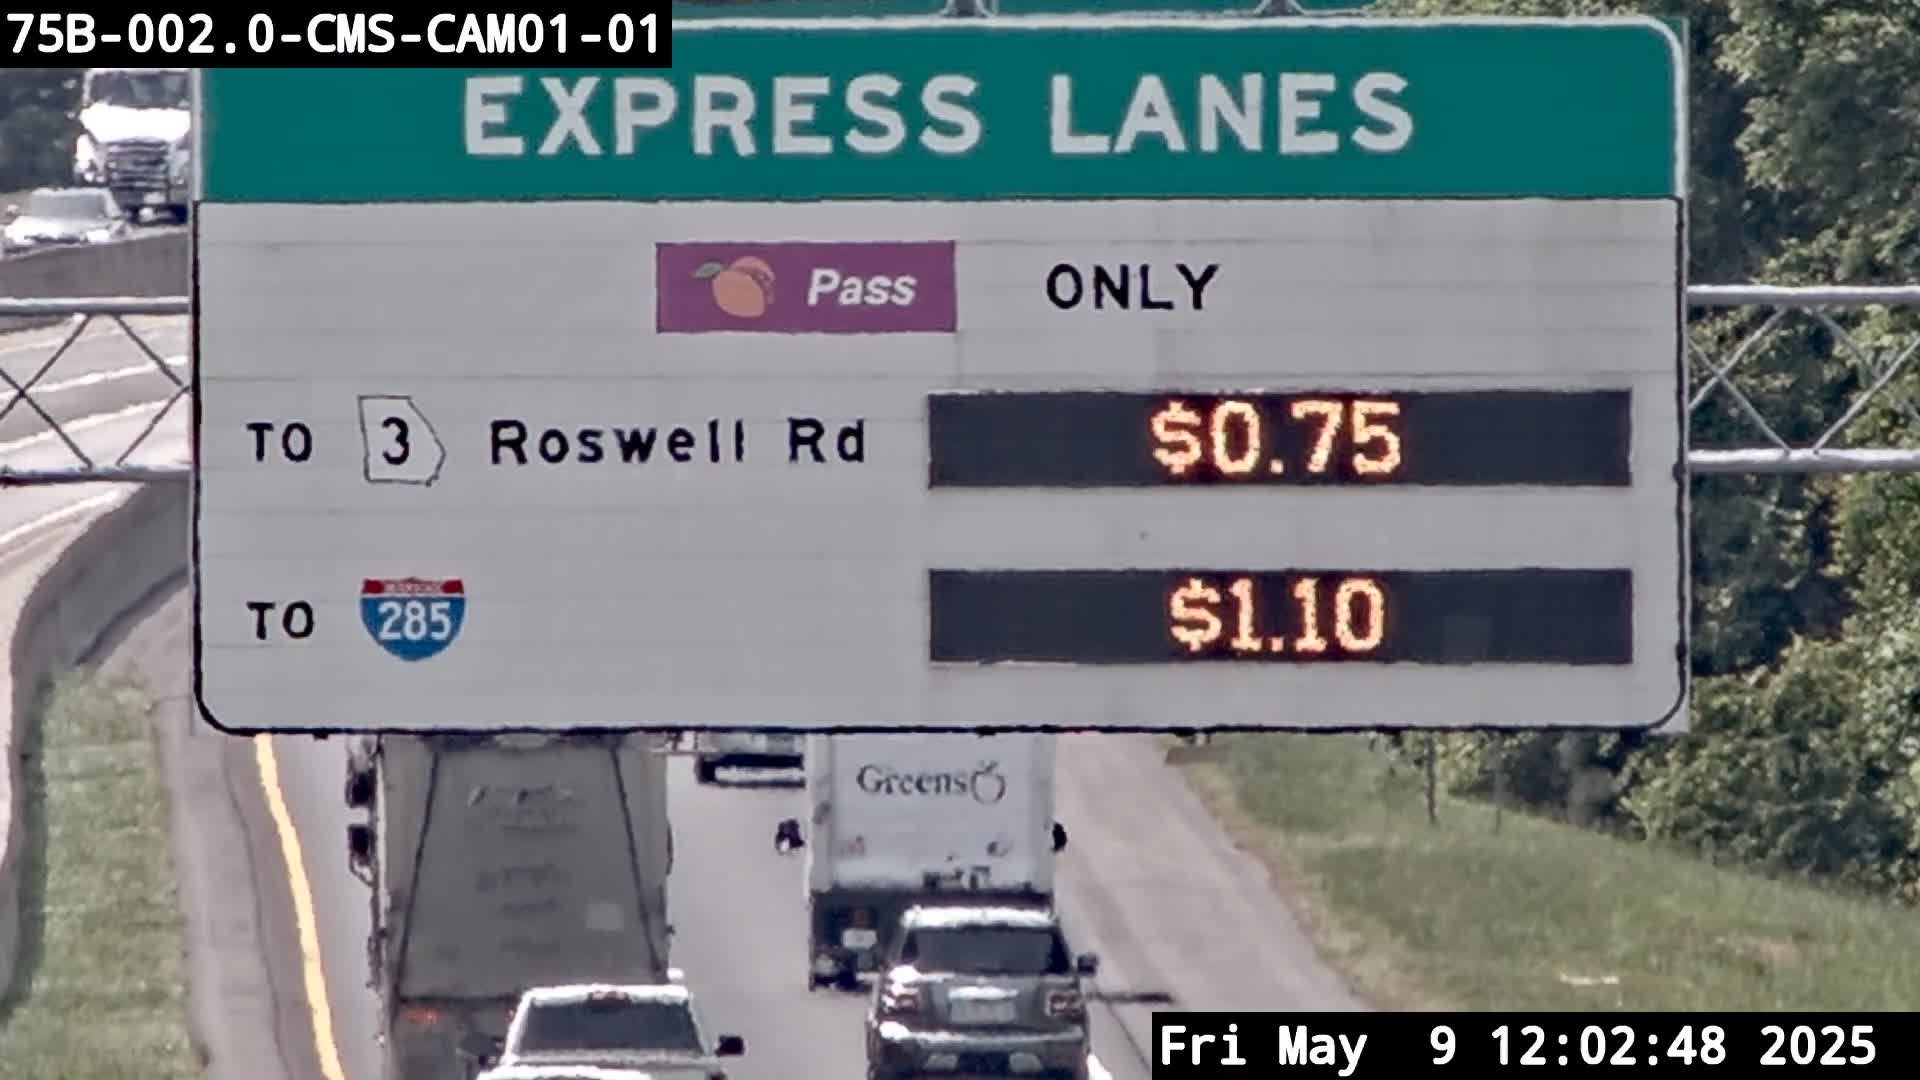 75B-002.0-CMS-CAM01-01
EXPRESS LANES
Pass ONLY
TO 3 Roswell Rd $0.75
TO 285 $1.10
Greens
Fri May 9 12:02:48 2025